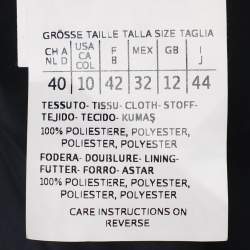 GRÖSSE TAILLE TALLA SIZE TAGLIA
CH A NL D USA CA COL F B MEX GB I J
40 10 42 32 12 44
TESSUTO- TISSU- CLOTH- STOFF-
TEJIDO- TECIDO- KUMAŞ
100% POLIESTERE, POLYESTER,
POLYESTER, POLIÉSTER
FODERA- DOUBLURE- LINING-
FUTTER- FORRO- ASTAR
100% POLIESTERE, POLYESTER,
POLYESTER, POLIÉSTER
CARE INSTRUCTIONS ON
REVERSE